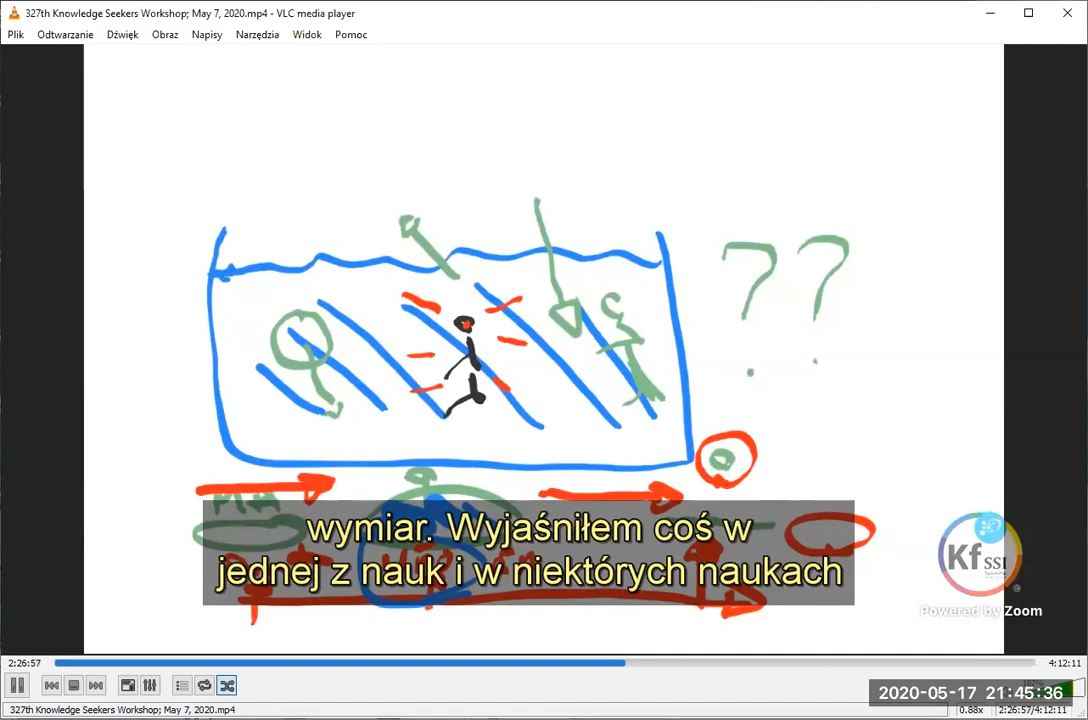 327th Knowledge Seekers Workshop; May 7, 2020.mp4 - VLC media player
Plik Odtwarzanie Dźwięk Obraz Napisy Narzędzia Widok Pomoc
? ?
wymiar. Wyjaśniłem coś w
jednej z nauk i w niektórych naukach
Kf SSI
Powered by Zoom
2:26:57 4:12:11
102%
2020-05-17 21:45:36
327th Knowledge Seekers Workshop; May 7, 2020.mp4 0.88x 2:26:57/4:12:11